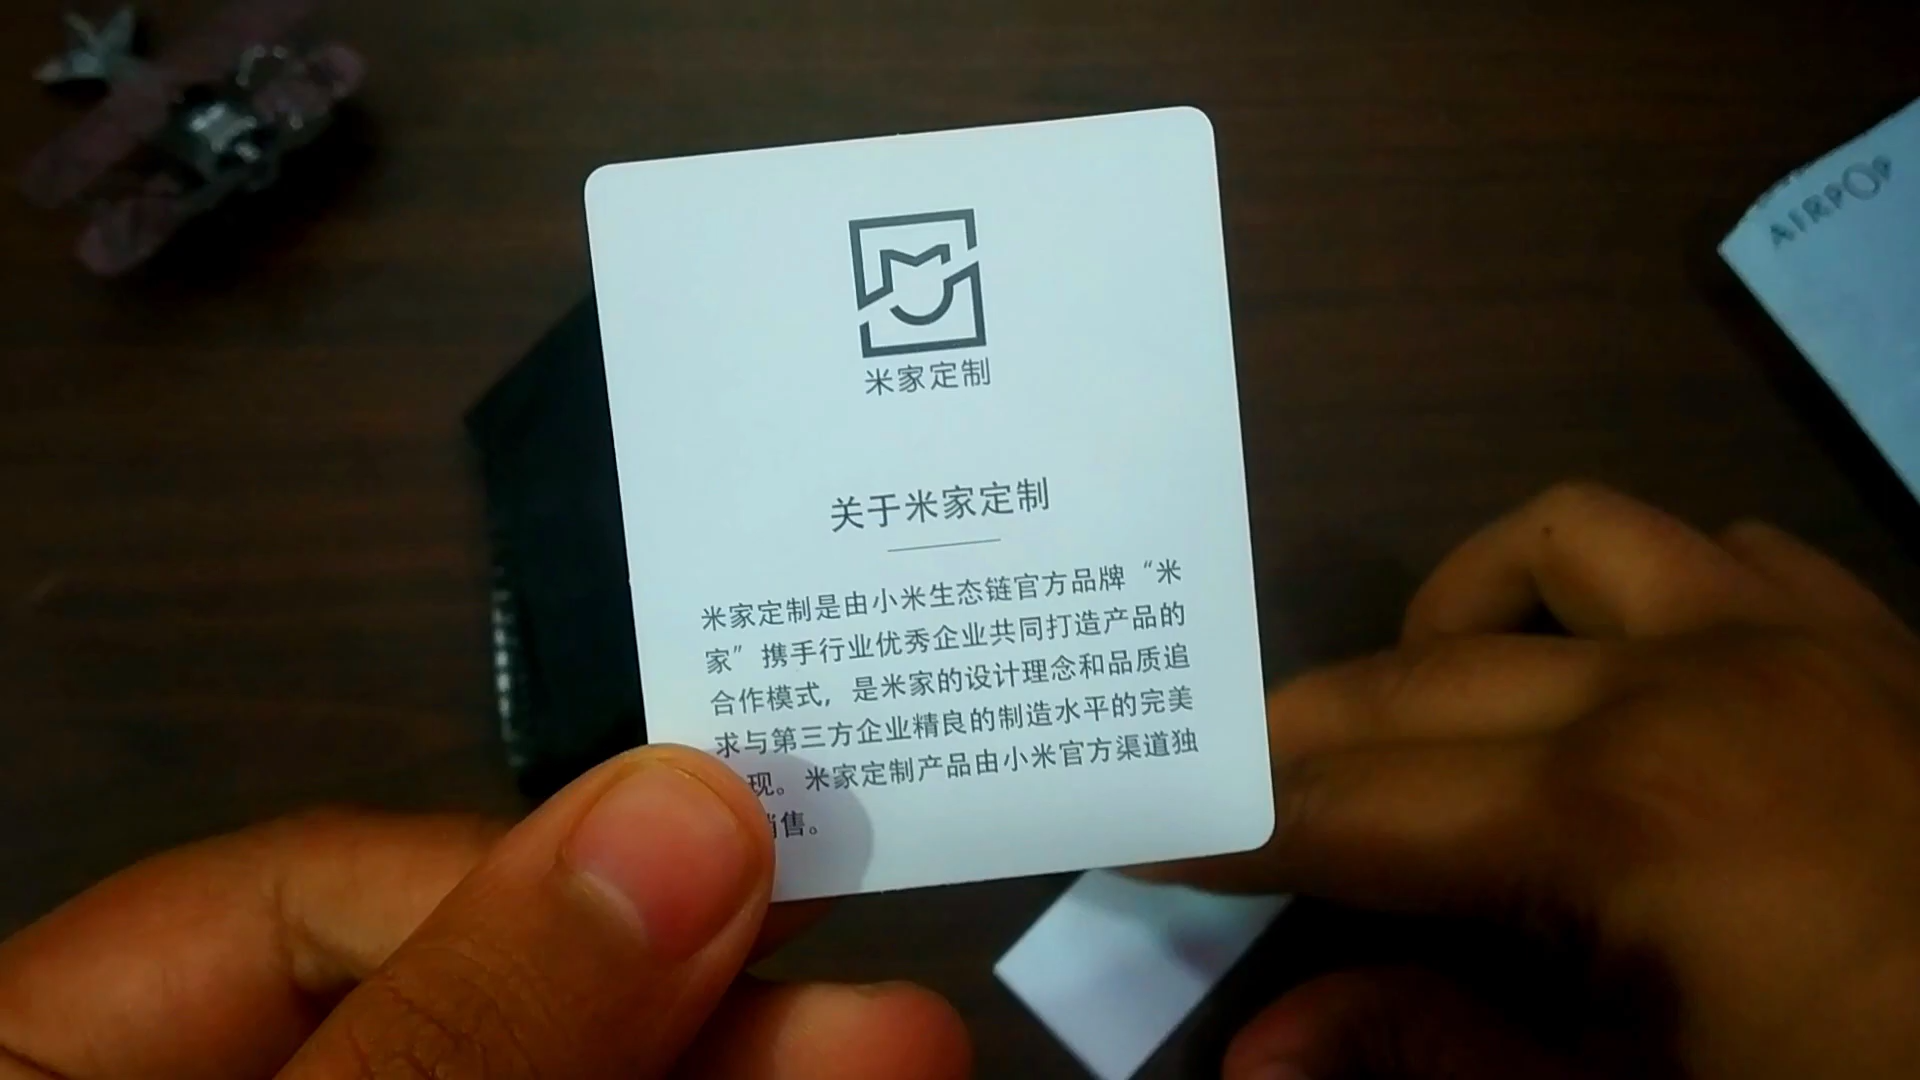 米家定制
关于米家定制
米家定制是由小米生态链官方品牌“米
家”携手行业优秀企业共同打造产品的
合作模式，是米家的设计理念和品质追
求与第三方企业精良的制造水平的完美
现。米家定制产品由小米官方渠道独
销售。
AIRPOP